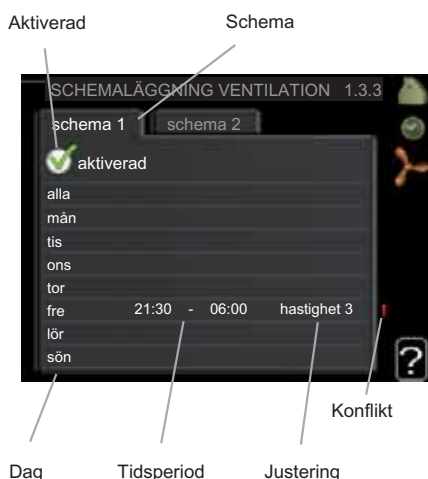 Aktiverad Schema
SCHEMALÄGGNING VENTILATION 1.3.3
schema 1 schema 2
aktiverad
alla
mån
tis
ons
tor
fre 21:30 - 06:00 hastighet 3 !
lör
sön
?
Konflikt
Dag Tidsperiod Justering